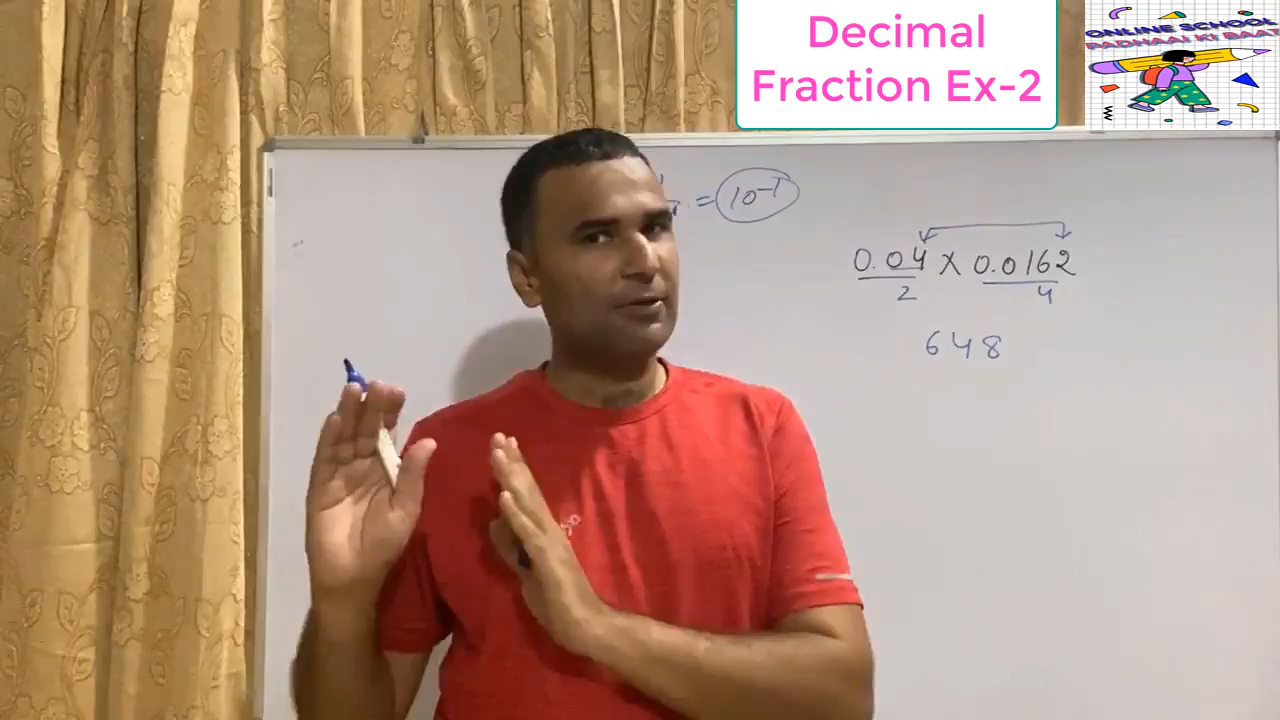 Decimal
Fraction Ex-2
ONLINE SCHOOL
PADHAAI KI BAAT
= 10⁻¹
0.04 X 0.0162
2 4
648